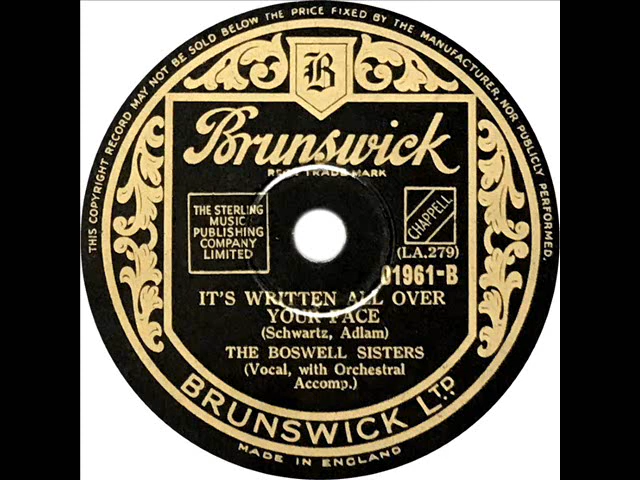 THIS COPYRIGHT RECORD MAY NOT BE SOLD BELOW THE PRICE FIXED BY THE MANUFACTURER, NOR PUBLICLY PERFORMED.
B
Brunswick
REGD TRADE MARK
THE STERLING
MUSIC
PUBLISHING
COMPANY
LIMITED
CHAPPELL
(LA.279)
01961-B
IT'S WRITTEN ALL OVER
YOUR FACE
(Schwartz, Adlam)
THE BOSWELL SISTERS
(Vocal, with Orchestral
Accomp.)
BRUNSWICK LTD.
MADE IN ENGLAND